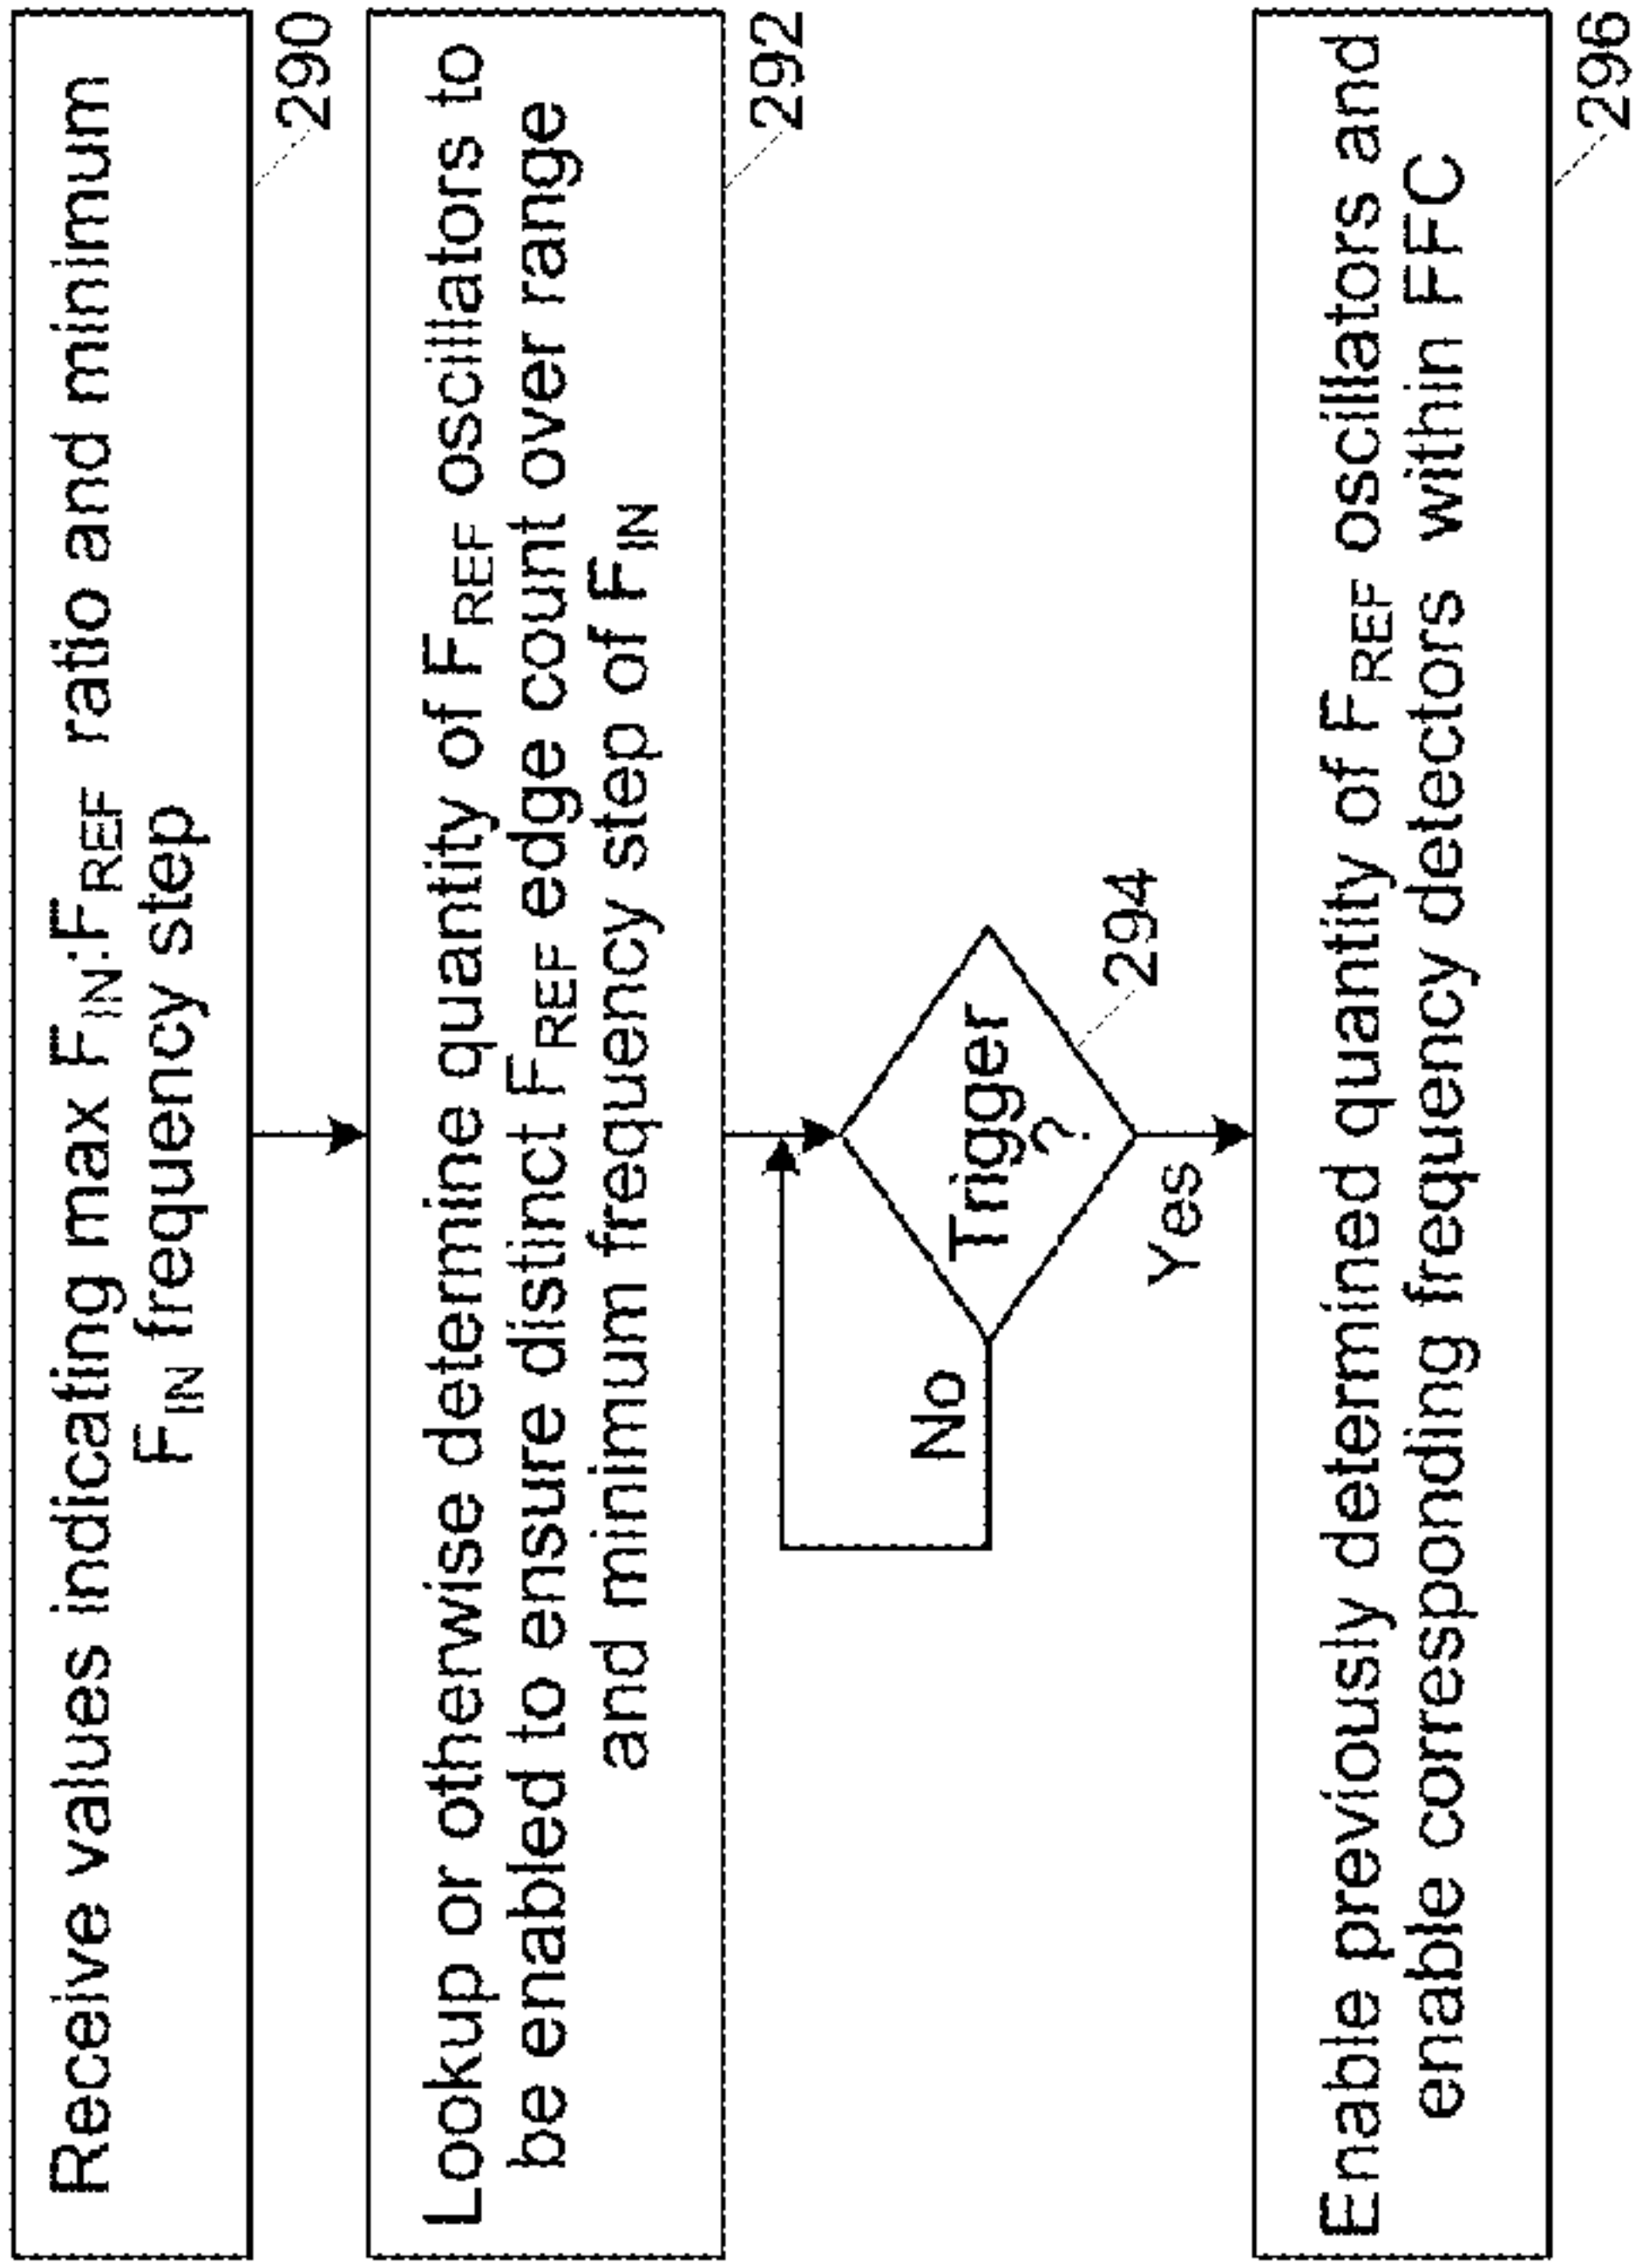 Receive values indicating max FIN:FREF ratio and minimum
FIN frequency step
290
Lookup or otherwise determine quantity of FREF oscillators to
be enabled to ensure distinct FREF edge count over range
and minimum frequency step of FIN
292
Trigger
?
294
No
Yes
Enable previously determined quantity of FREF oscillators and
enable corresponding frequency detectors within FFC
296